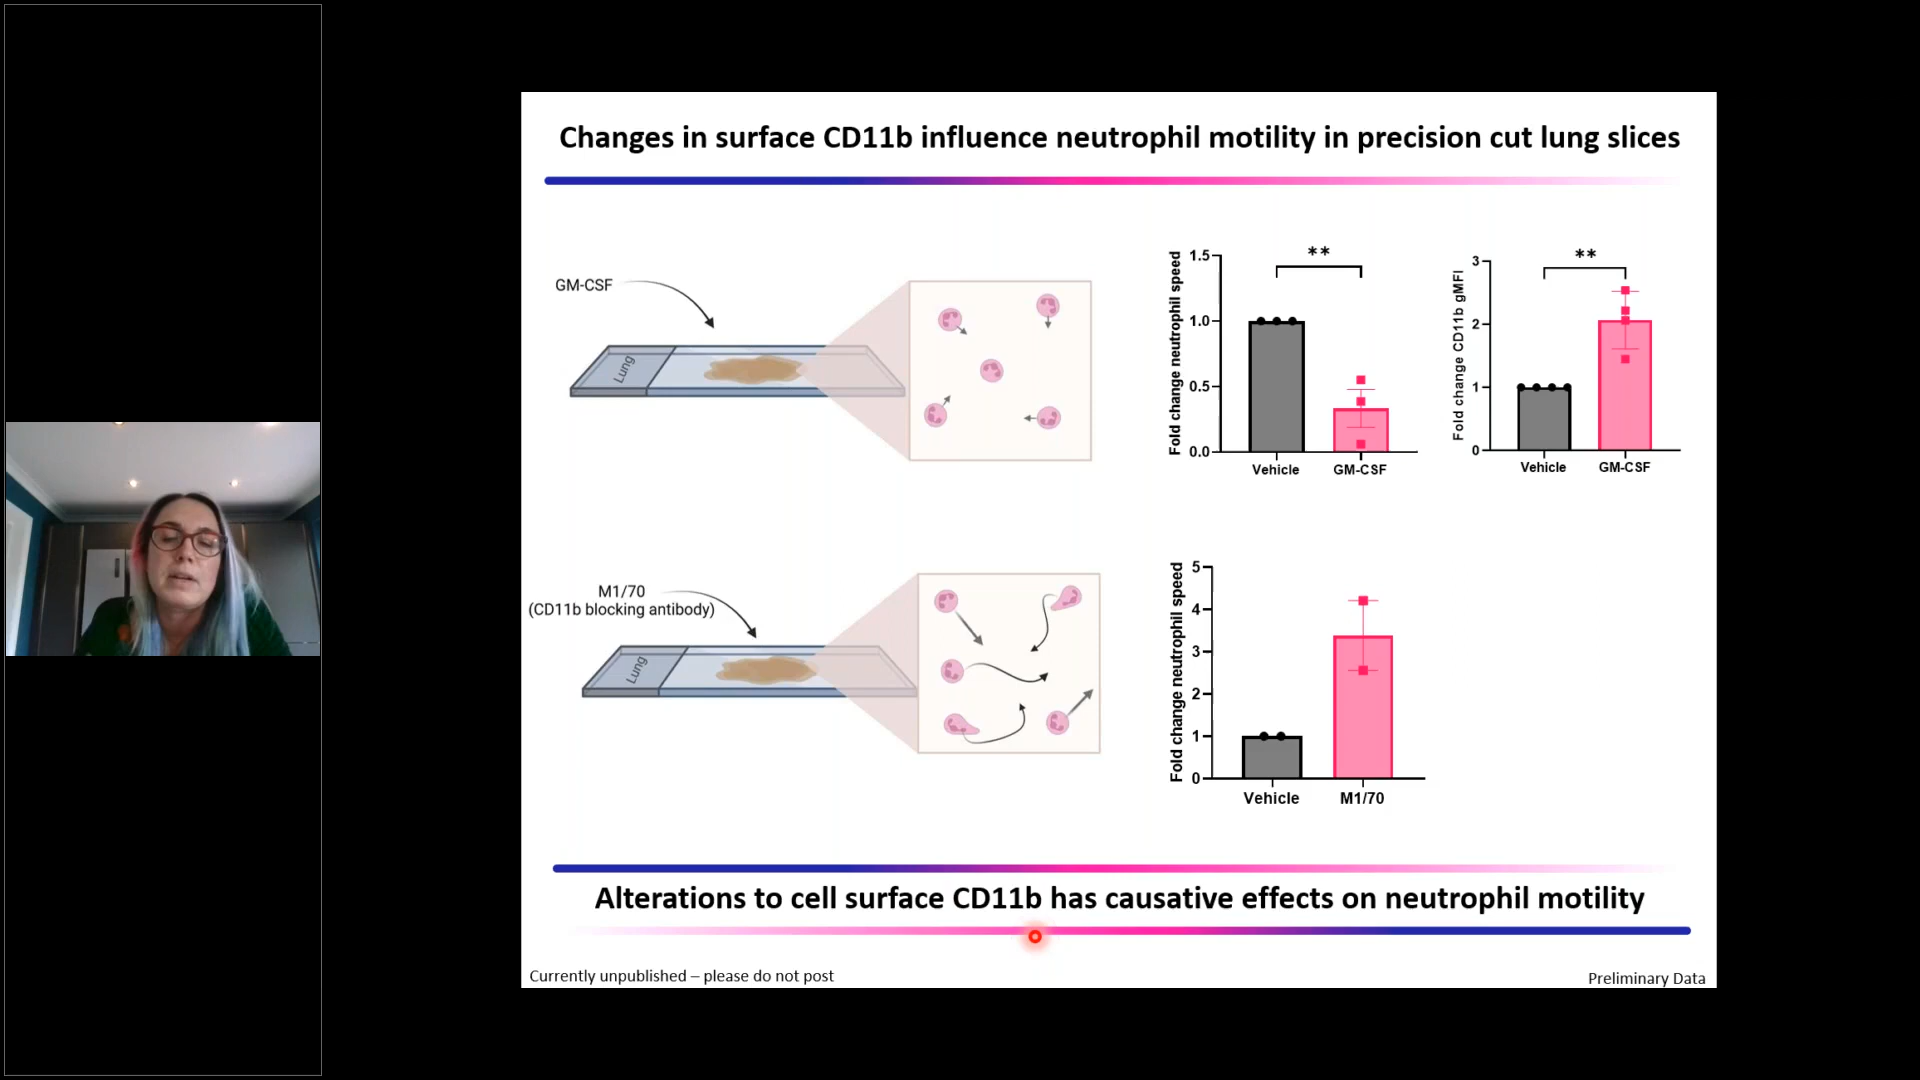 Changes in surface CD11b influence neutrophil motility in precision cut lung slices
GM-CSF
Lung
Fold change neutrophil speed
1.5
1.0
0.5
0.0
**
Vehicle
GM-CSF
Fold change CD11b gMFI
3
2
1
0
**
Vehicle
GM-CSF
M1/70
(CD11b blocking antibody)
Lung
Fold change neutrophil speed
5
4
3
2
1
0
Vehicle
M1/70
Alterations to cell surface CD11b has causative effects on neutrophil motility
Currently unpublished – please do not post
Preliminary Data